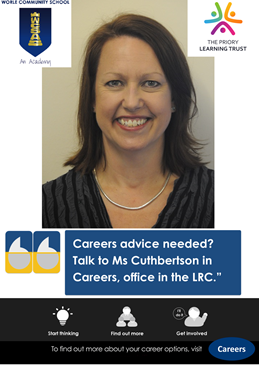 WORLE COMMUNITY SCHOOL
An Academy
THE PRIORY
LEARNING TRUST
Careers advice needed?
Talk to Ms Cuthbertson in
Careers, office in the LRC.”
Start thinking
Find out more
Get involved
To find out more about your career options, visit
Careers